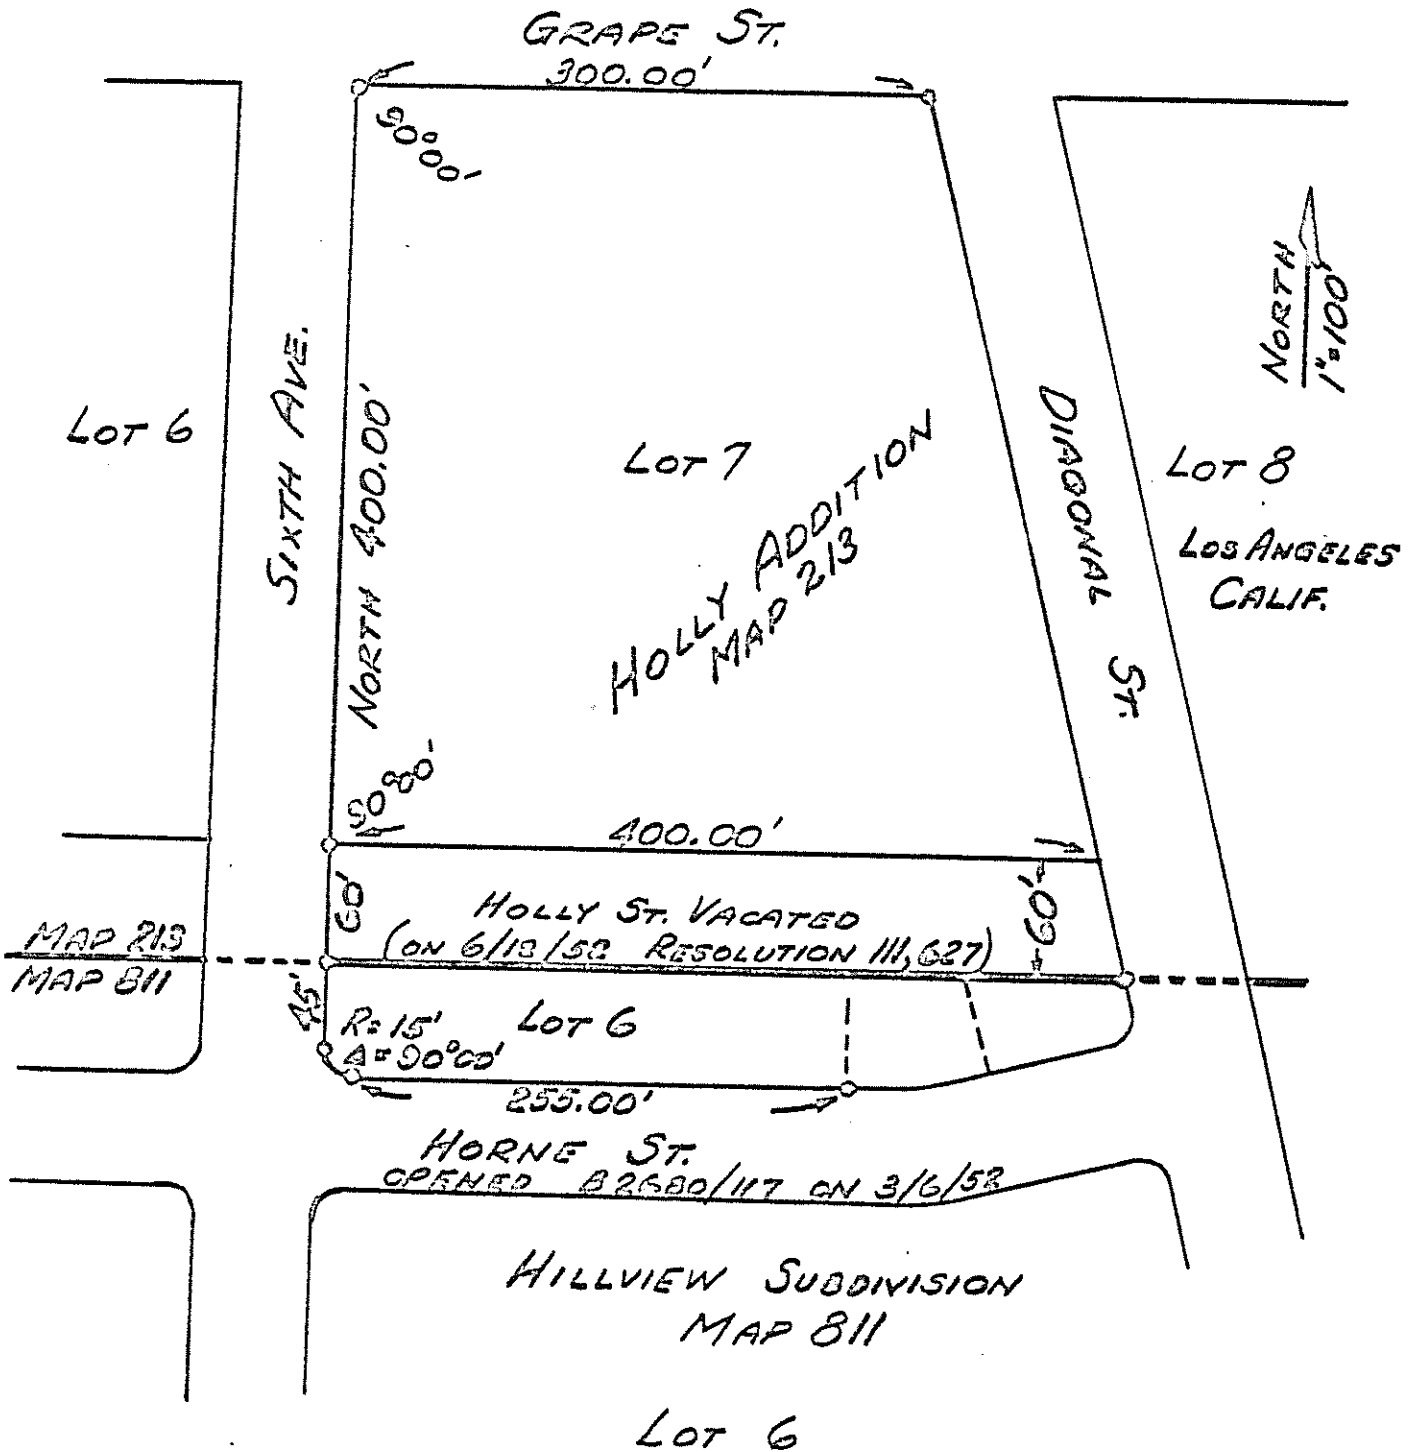 GRAPE ST.
300.00'
90°00'
NORTH
1"=100'
SIXTH AVE.
NORTH 400.00'
LOT 6
LOT 7
HOLLY ADDITION
MAP 213
DIAGONAL ST.
LOT 8
LOS ANGELES
CALIF.
90°00'
400.00'
60'
HOLLY ST. VACATED
(ON 6/18/52 RESOLUTION 111,627)
60'
MAP 213
MAP 811
45'
R=15'
Δ=90°00'
LOT 6
255.00'
HORNE ST.
OPENED B2680/117 ON 3/6/52
HILLVIEW SUBDIVISION
MAP 811
LOT 6